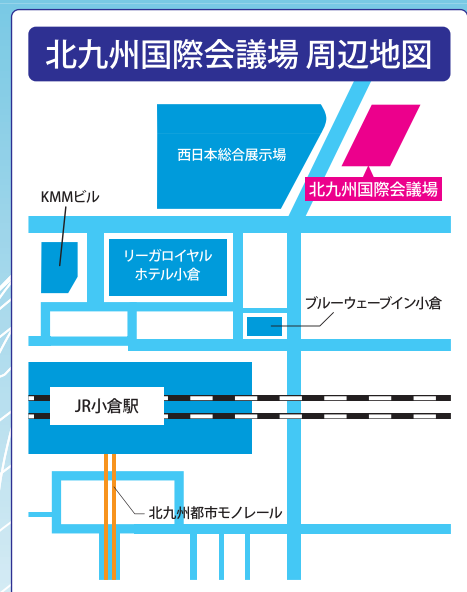 北九州国際会議場 周辺地図
西日本総合展示場
北九州国際会議場
KMMビル
リーガロイヤル
ホテル小倉
ブルーウェーブイン小倉
JR小倉駅
北九州都市モノレール